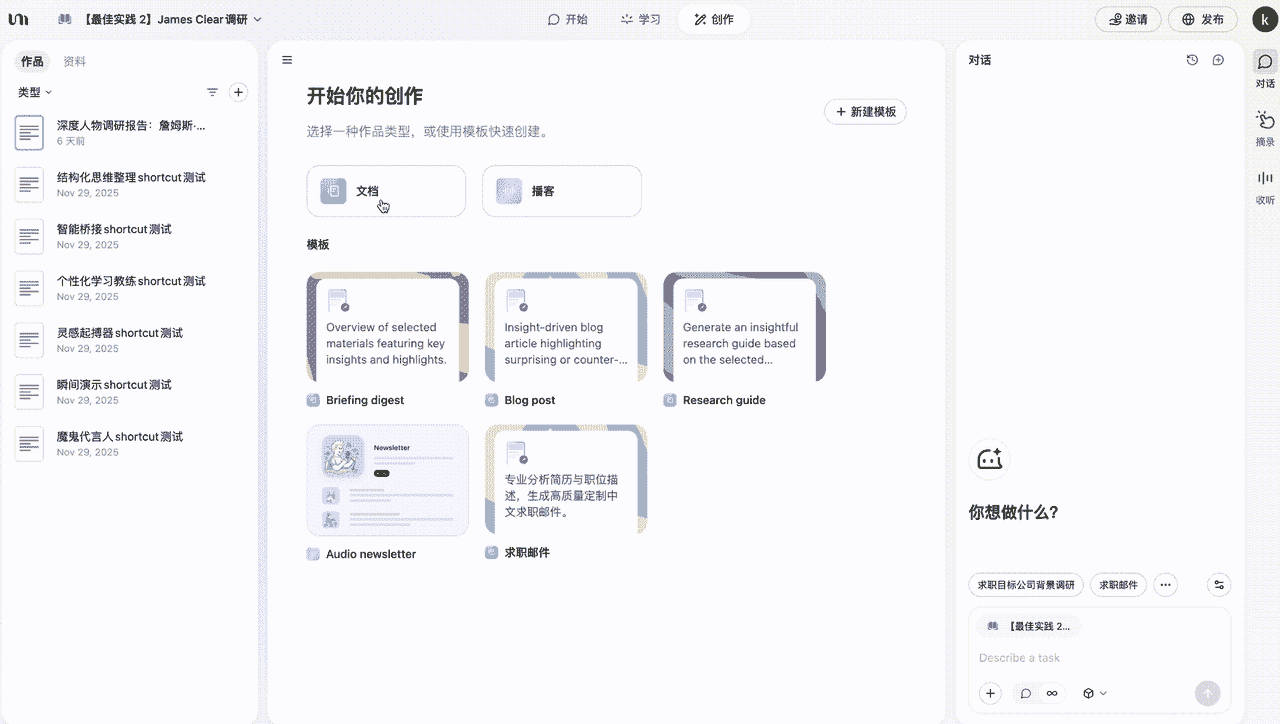 【最佳实践 2】James Clear调研
开始
学习
创作
邀请
发布
k
作品
资料
类型
深度人物调研报告：詹姆斯·...
6 天前
结构化思维整理shortcut测试
Nov 29, 2025
智能桥接shortcut测试
Nov 29, 2025
个性化学习教练shortcut测试
Nov 29, 2025
灵感起搏器shortcut测试
Nov 29, 2025
瞬间演示shortcut测试
Nov 29, 2025
魔鬼代言人shortcut测试
Nov 29, 2025
开始你的创作
选择一种作品类型，或使用模板快速创建。
新建模板
文档
播客
模板
Overview of selected
materials featuring key
insights and highlights.
Briefing digest
Insight-driven blog
article highlighting
surprising or counter-...
Blog post
Generate an insightful
research guide based
on the selected...
Research guide
Newsletter
Audio newsletter
专业分析简历与职位描
述，生成高质量定制中
文求职邮件。
求职邮件
对话
你想做什么?
求职目标公司背景调研
求职邮件
【最佳实践 2...
Describe a task
对话
摘录
收听